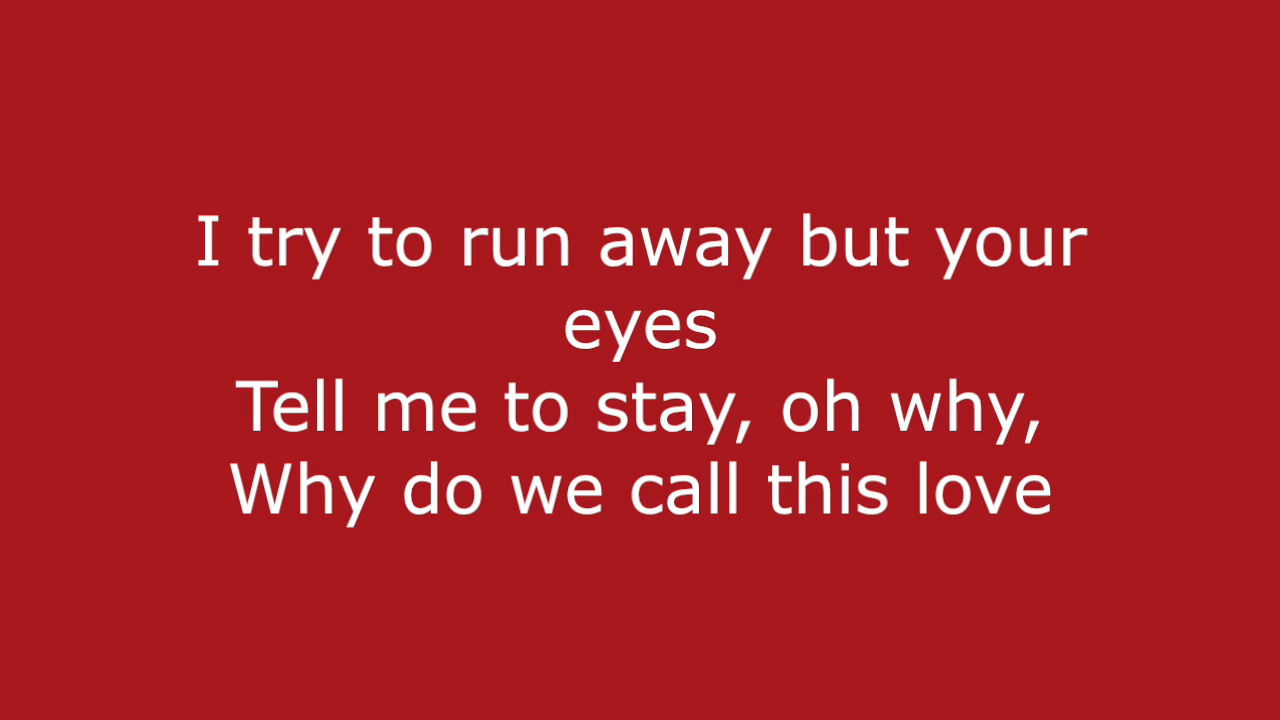 I try to run away but your
eyes
Tell me to stay, oh why,
Why do we call this love